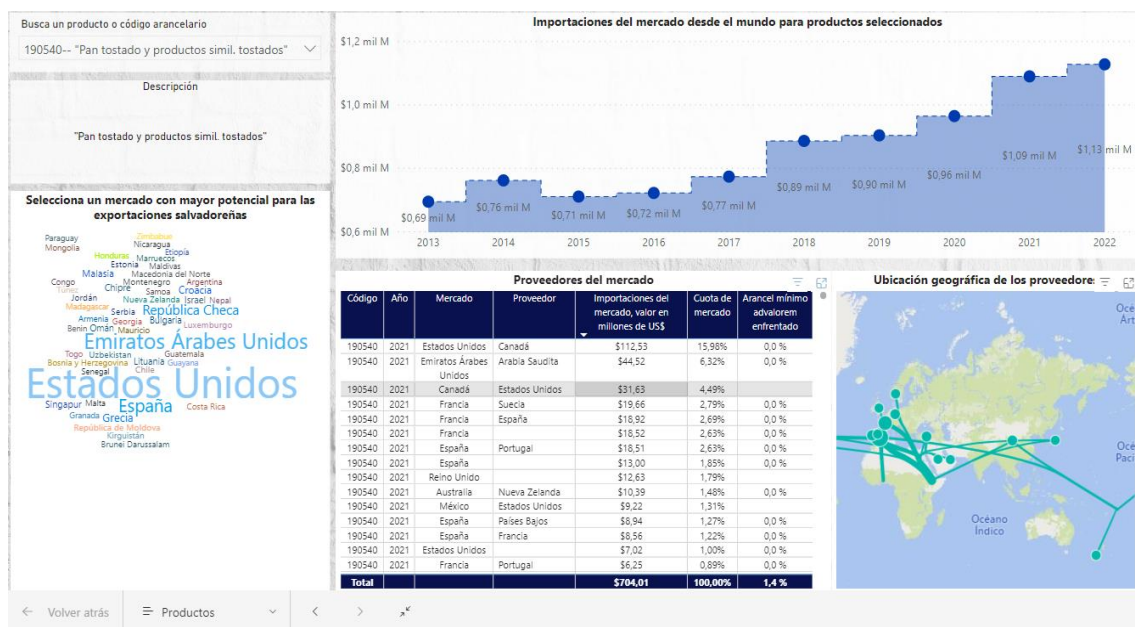 Busca un producto o código arancelario
190540-- "Pan tostado y productos simil. tostados"
Descripción
"Pan tostado y productos simil. tostados"
Selecciona un mercado con mayor potencial para las
exportaciones salvadoreñas
Paraguay
Zimbabue
Mongolia
Nicaragua
Honduras
Etiopía
Marruecos
Estonia
Maldivas
Malasía
Macedonia del Norte
Congo
Montenegro
Argentina
Túnez
Chipre
Samoa
Croacia
Jordán
Nueva Zelanda
Israel
Nepal
Madagascar
Serbia
República Checa
Armenia
Georgia
Bulgaria
Luxemburgo
Benin
Omán
Mauricio
Emiratos Árabes Unidos
Togo
Uzbekistan
Guatemala
Bosnia y Herzegovina
Lituania
Guayana
Senegal
Chile
Estados Unidos
Singapur
Malta
España
Costa Rica
Granada
Grecia
República de Moldova
Kirguistán
Brunei Darussalam
Importaciones del mercado desde el mundo para productos seleccionados
$1,2 mil M
$1,0 mil M
$0,8 mil M
$0,6 mil M
$0,69 mil M
$0,76 mil M
$0,71 mil M
$0,72 mil M
$0,77 mil M
$0,89 mil M
$0,90 mil M
$0,96 mil M
$1,09 mil M
$1,13 mil M
2013 2014 2015 2016 2017 2018 2019 2020 2021 2022
Proveedores del mercado
Código Año Mercado Proveedor Importaciones del mercado, valor en millones de US$ Cuota de mercado Arancel mínimo advalorem enfrentado
190540 2021 Estados Unidos Canadá $112,53 15,98% 0,0 %
190540 2021 Emiratos Árabes Unidos Arabia Saudita $44,52 6,32% 0,0 %
190540 2021 Canadá Estados Unidos $31,63 4,49%
190540 2021 Francia Suecia $19,66 2,79% 0,0 %
190540 2021 Francia España $18,92 2,69% 0,0 %
190540 2021 Francia $18,52 2,63% 0,0 %
190540 2021 España Portugal $18,51 2,63% 0,0 %
190540 2021 España $13,00 1,85% 0,0 %
190540 2021 Reino Unido $12,63 1,79%
190540 2021 Australia Nueva Zelanda $10,39 1,48% 0,0 %
190540 2021 México Estados Unidos $9,22 1,31%
190540 2021 España Países Bajos $8,94 1,27% 0,0 %
190540 2021 España Francia $8,56 1,22% 0,0 %
190540 2021 Estados Unidos $7,02 1,00% 0,0 %
190540 2021 Francia Portugal $6,25 0,89% 0,0 %
Total $704,01 100,00% 1,4 %
Ubicación geográfica de los proveedores
Océ
Árt
Océ
Pací
Océano
Índico
Volver atrás
Productos